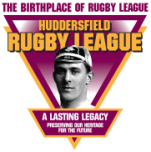 THE BIRTHPLACE OF RUGBY LEAGUE
HUDDERSFIELD
RUGBY LEAGUE
A LASTING LEGACY
PRESERVING OUR HERITAGE
FOR THE FUTURE